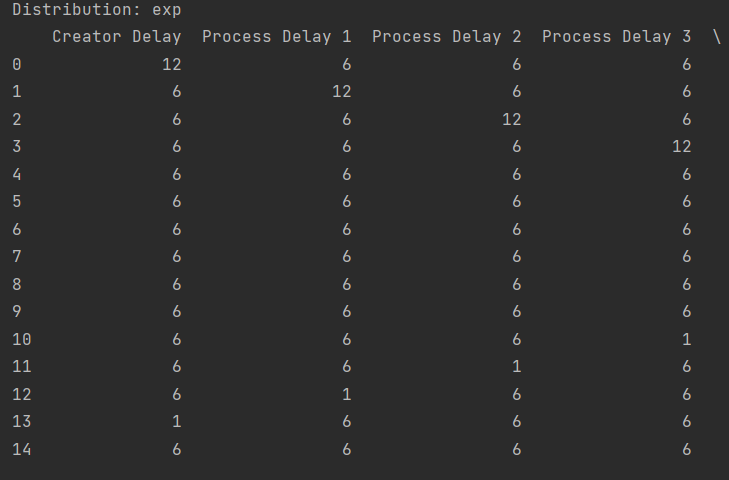 Distribution: exp
    Creator Delay  Process Delay 1  Process Delay 2  Process Delay 3  \
0              12                6                6                6
1               6               12                6                6
2               6                6               12                6
3               6                6                6               12
4               6                6                6                6
5               6                6                6                6
6               6                6                6                6
7               6                6                6                6
8               6                6                6                6
9               6                6                6                6
10              6                6                6                1
11              6                6                1                6
12              6                1                6                6
13              1                6                6                6
14              6                6                6                6